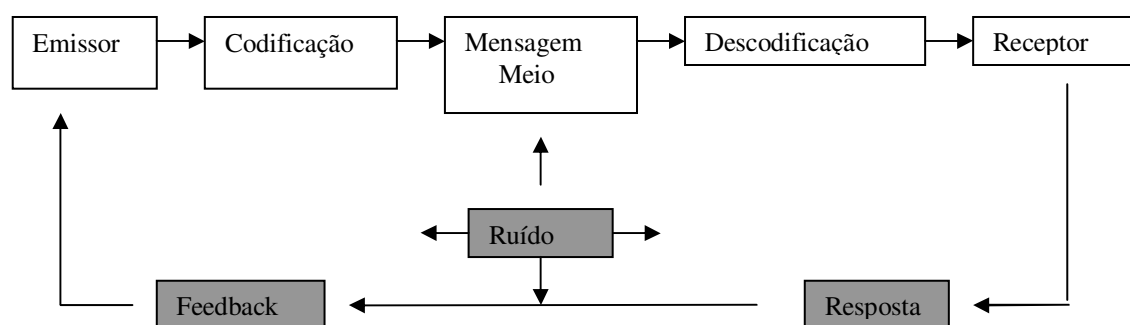 Emissor
Codificação
Mensagem
Meio
Descodificação
Receptor
Ruído
Feedback
Resposta